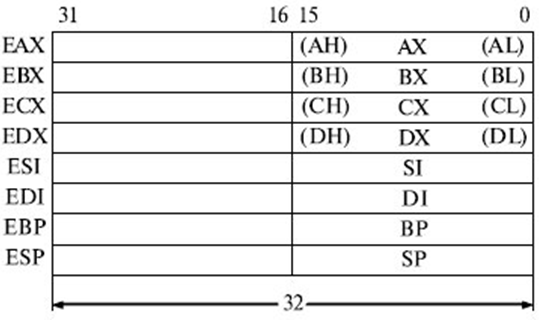 31 16 15 0
EAX (AH) AX (AL)
EBX (BH) BX (BL)
ECX (CH) CX (CL)
EDX (DH) DX (DL)
ESI SI
EDI DI
EBP BP
ESP SP
32